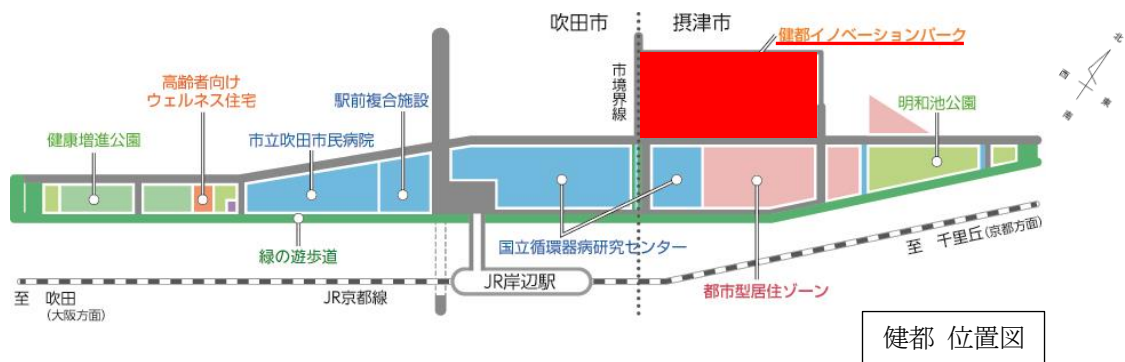 吹田市
摂津市
健都イノベーションパーク
北
西
東
南
高齢者向け
ウェルネス住宅
駅前複合施設
市境界線
明和池公園
健康増進公園
市立吹田市民病院
緑の遊歩道
国立循環器病研究センター
至 千里丘(京都方面)
JR岸辺駅
都市型居住ゾーン
至 吹田
(大阪方面)
JR京都線
健都 位置図